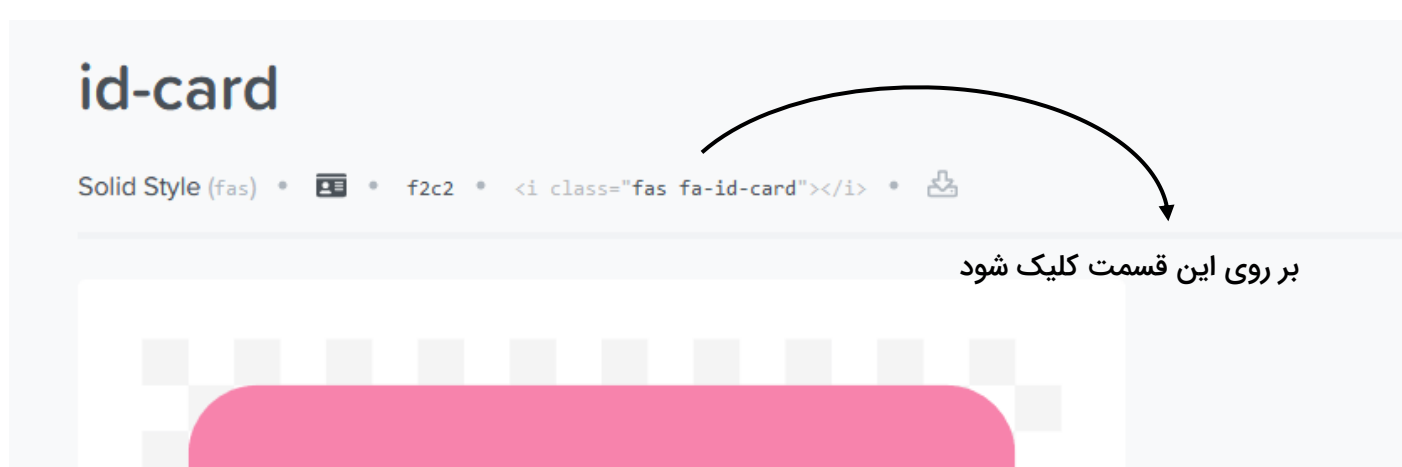 id-card
Solid Style (fas) • • f2c2 • <i class="fas fa-id-card"></i> •
بر روی این قسمت کلیک شود